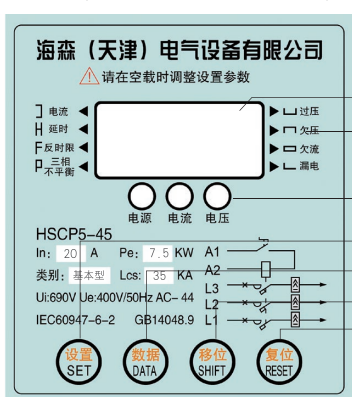 海森（天津）电气设备有限公司
请在空载时调整设置参数
电流
过压
H 延时
欠压
F 反时限
欠流
P 三相不平衡
漏电
电源 电流 电压
HSCP5-45
In: 20 A Pe: 7.5 KW A1
类别: 基本型 Lcs: 35 KA A2
L3
Ui:690V Ue:400V/50Hz AC-44 L2
IEC60947-6-2 GB14048.9 L1
设置 数据 移位 复位
SET DATA SHIFT RESET